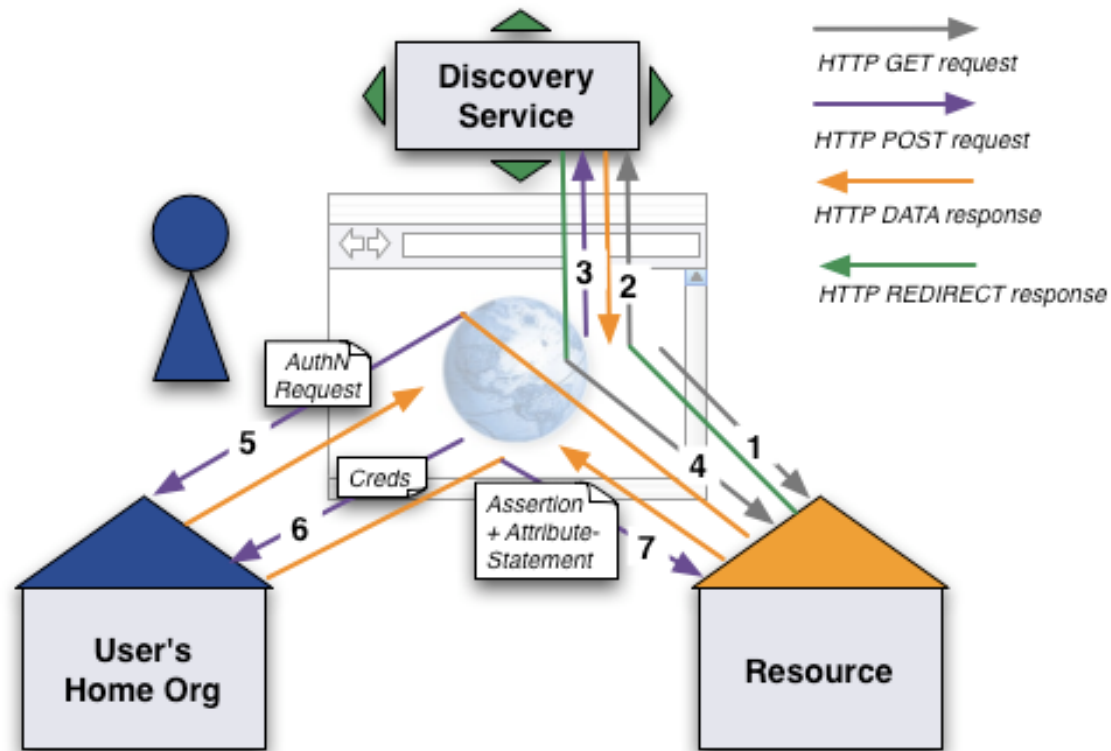 Discovery
Service
HTTP GET request
HTTP POST request
HTTP DATA response
HTTP REDIRECT response
3
2
AuthN
Request
5
1
4
Creds
6
Assertion
+ Attribute-
Statement
7
User's
Home Org
Resource